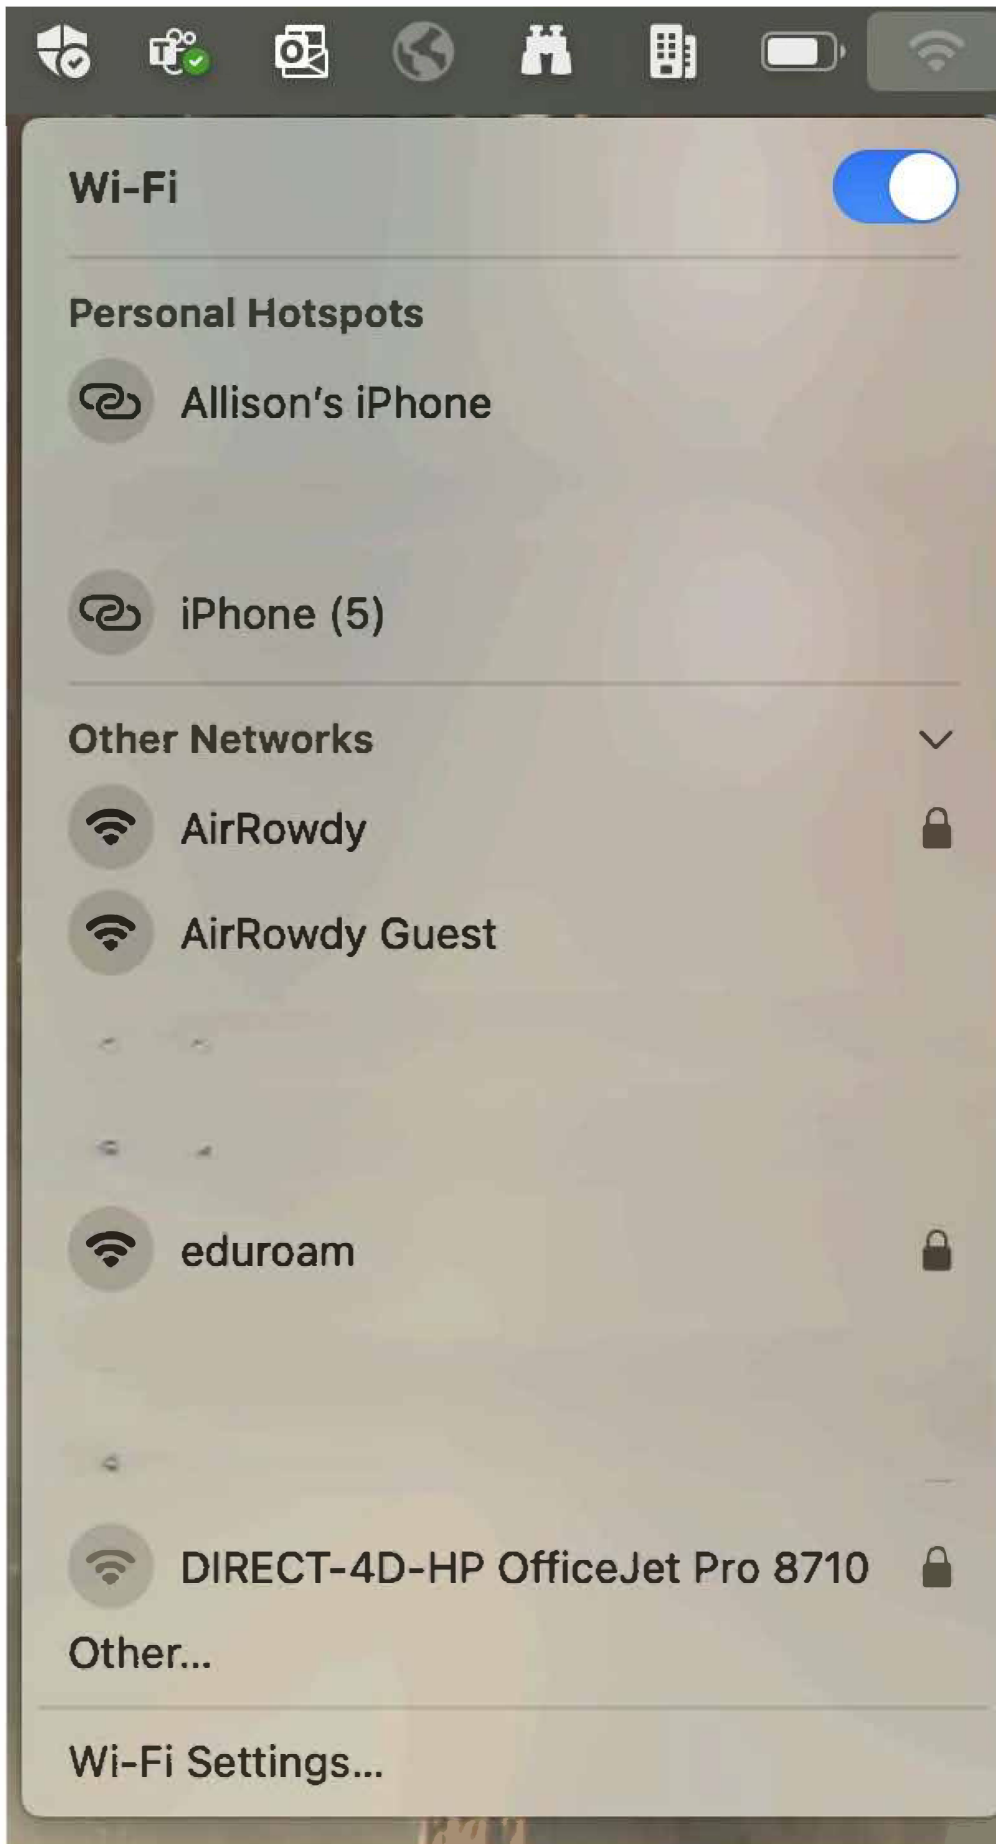 Wi-Fi
Personal Hotspots
Allison's iPhone
iPhone (5)
Other Networks
AirRowdy
AirRowdy Guest
eduroam
DIRECT-4D-HP OfficeJet Pro 8710
Other...
Wi-Fi Settings...